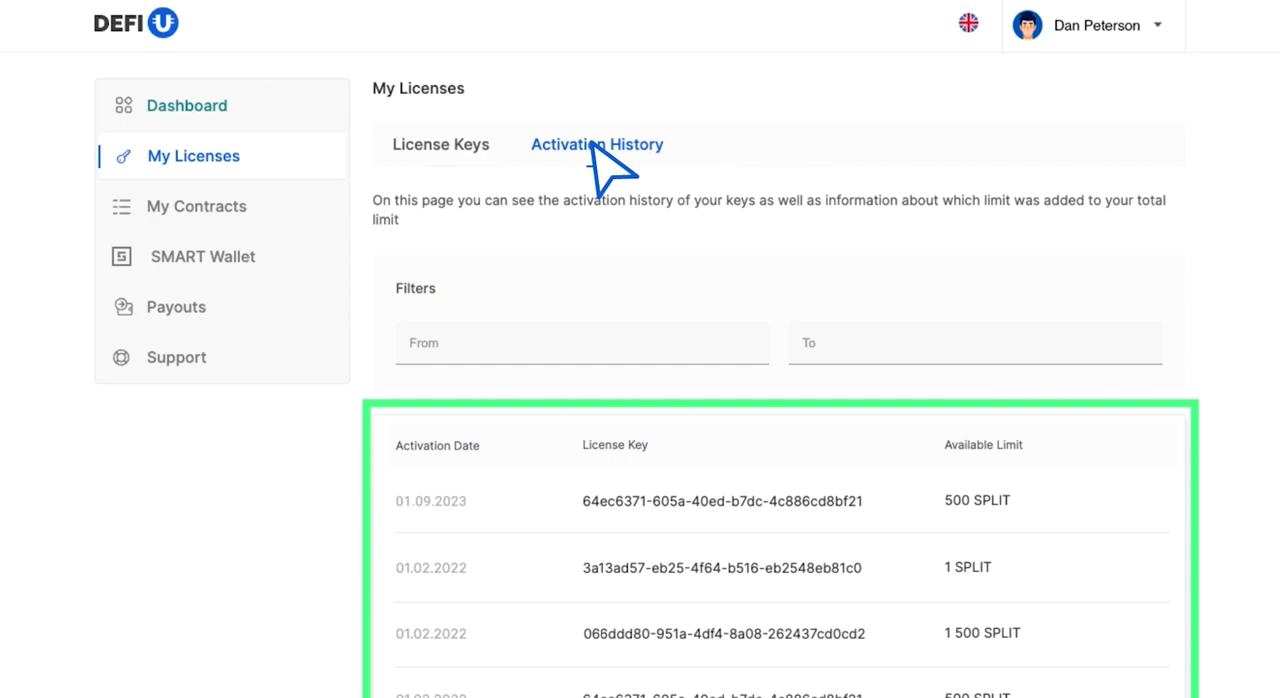 DEFI U
Dan Peterson
Dashboard
My Licenses
My Contracts
SMART Wallet
Payouts
Support
My Licenses
License Keys
Activation History
On this page you can see the activation history of your keys as well as information about which limit was added to your total
limit
Filters
From
To
Activation Date
License Key
Available Limit
01.09.2023
64ec6371-605a-40ed-b7dc-4c886cd8bf21
500 SPLIT
01.02.2022
3a13ad57-eb25-4f64-b516-eb2548eb81c0
1 SPLIT
01.02.2022
066ddd80-951a-4df4-8a08-262437cd0cd2
1 500 SPLIT